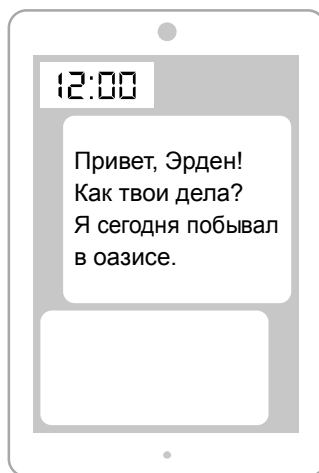 12:00
Привет, Эрден!
Как твои дела?
Я сегодня побывал
в оазисе.